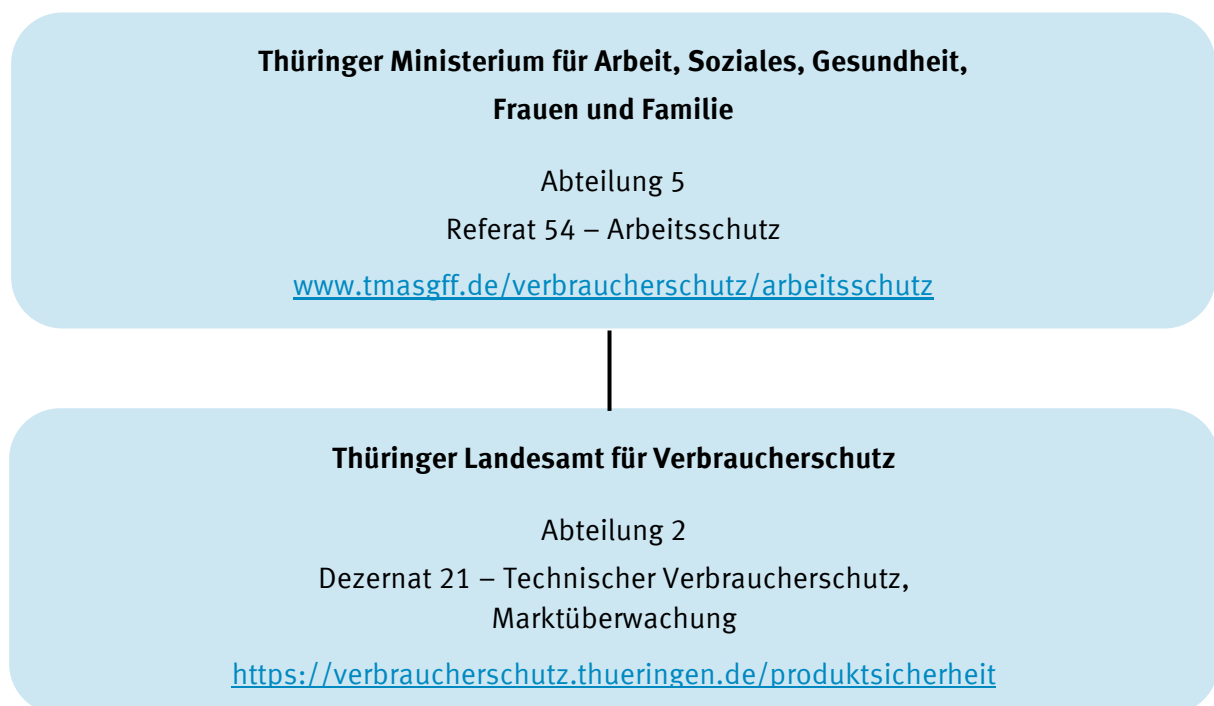 Thüringer Ministerium für Arbeit, Soziales, Gesundheit,
Frauen und Familie
Abteilung 5
Referat 54 – Arbeitsschutz
www.tmasgff.de/verbraucherschutz/arbeitsschutz
Thüringer Landesamt für Verbraucherschutz
Abteilung 2
Dezernat 21 – Technischer Verbraucherschutz,
Marktüberwachung
https://verbraucherschutz.thueringen.de/produktsicherheit